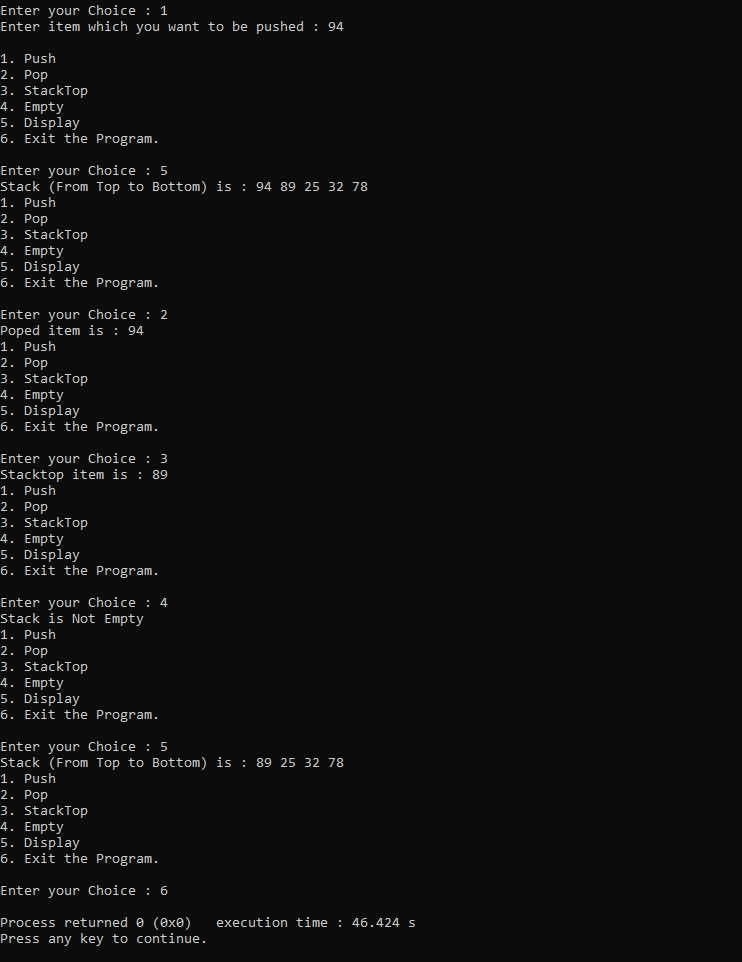 Enter your Choice : 1
Enter item which you want to be pushed : 94
1. Push
2. Pop
3. StackTop
4. Empty
5. Display
6. Exit the Program.
Enter your Choice : 5
Stack (From Top to Bottom) is : 94 89 25 32 78
1. Push
2. Pop
3. StackTop
4. Empty
5. Display
6. Exit the Program.
Enter your Choice : 2
Poped item is : 94
1. Push
2. Pop
3. StackTop
4. Empty
5. Display
6. Exit the Program.
Enter your Choice : 3
Stacktop item is : 89
1. Push
2. Pop
3. StackTop
4. Empty
5. Display
6. Exit the Program.
Enter your Choice : 4
Stack is Not Empty
1. Push
2. Pop
3. StackTop
4. Empty
5. Display
6. Exit the Program.
Enter your Choice : 5
Stack (From Top to Bottom) is : 89 25 32 78
1. Push
2. Pop
3. StackTop
4. Empty
5. Display
6. Exit the Program.
Enter your Choice : 6
Process returned 0 (0x0)   execution time : 46.424 s
Press any key to continue.